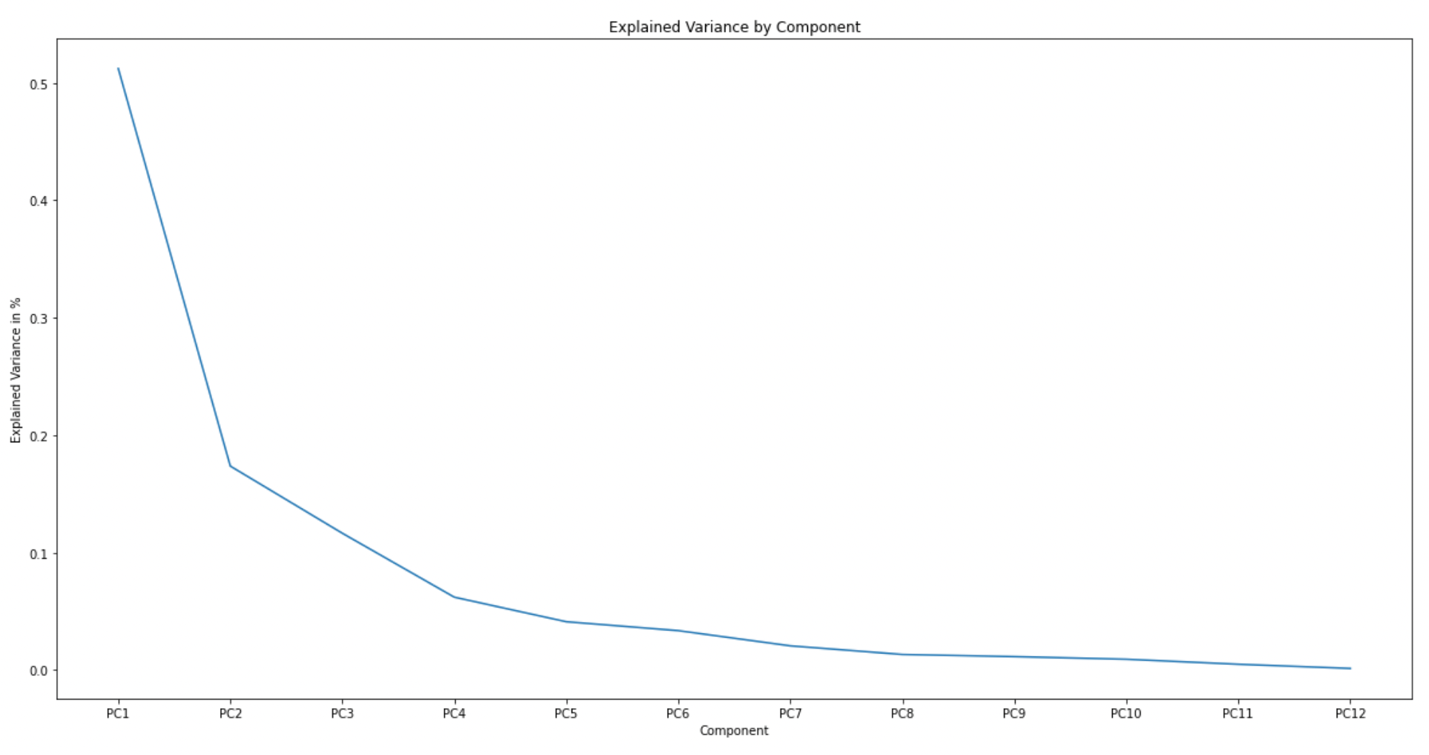 Explained Variance by Component
Explained Variance in %
0.5
0.4
0.3
0.2
0.1
0.0
PC1 PC2 PC3 PC4 PC5 PC6 PC7 PC8 PC9 PC10 PC11 PC12
Component